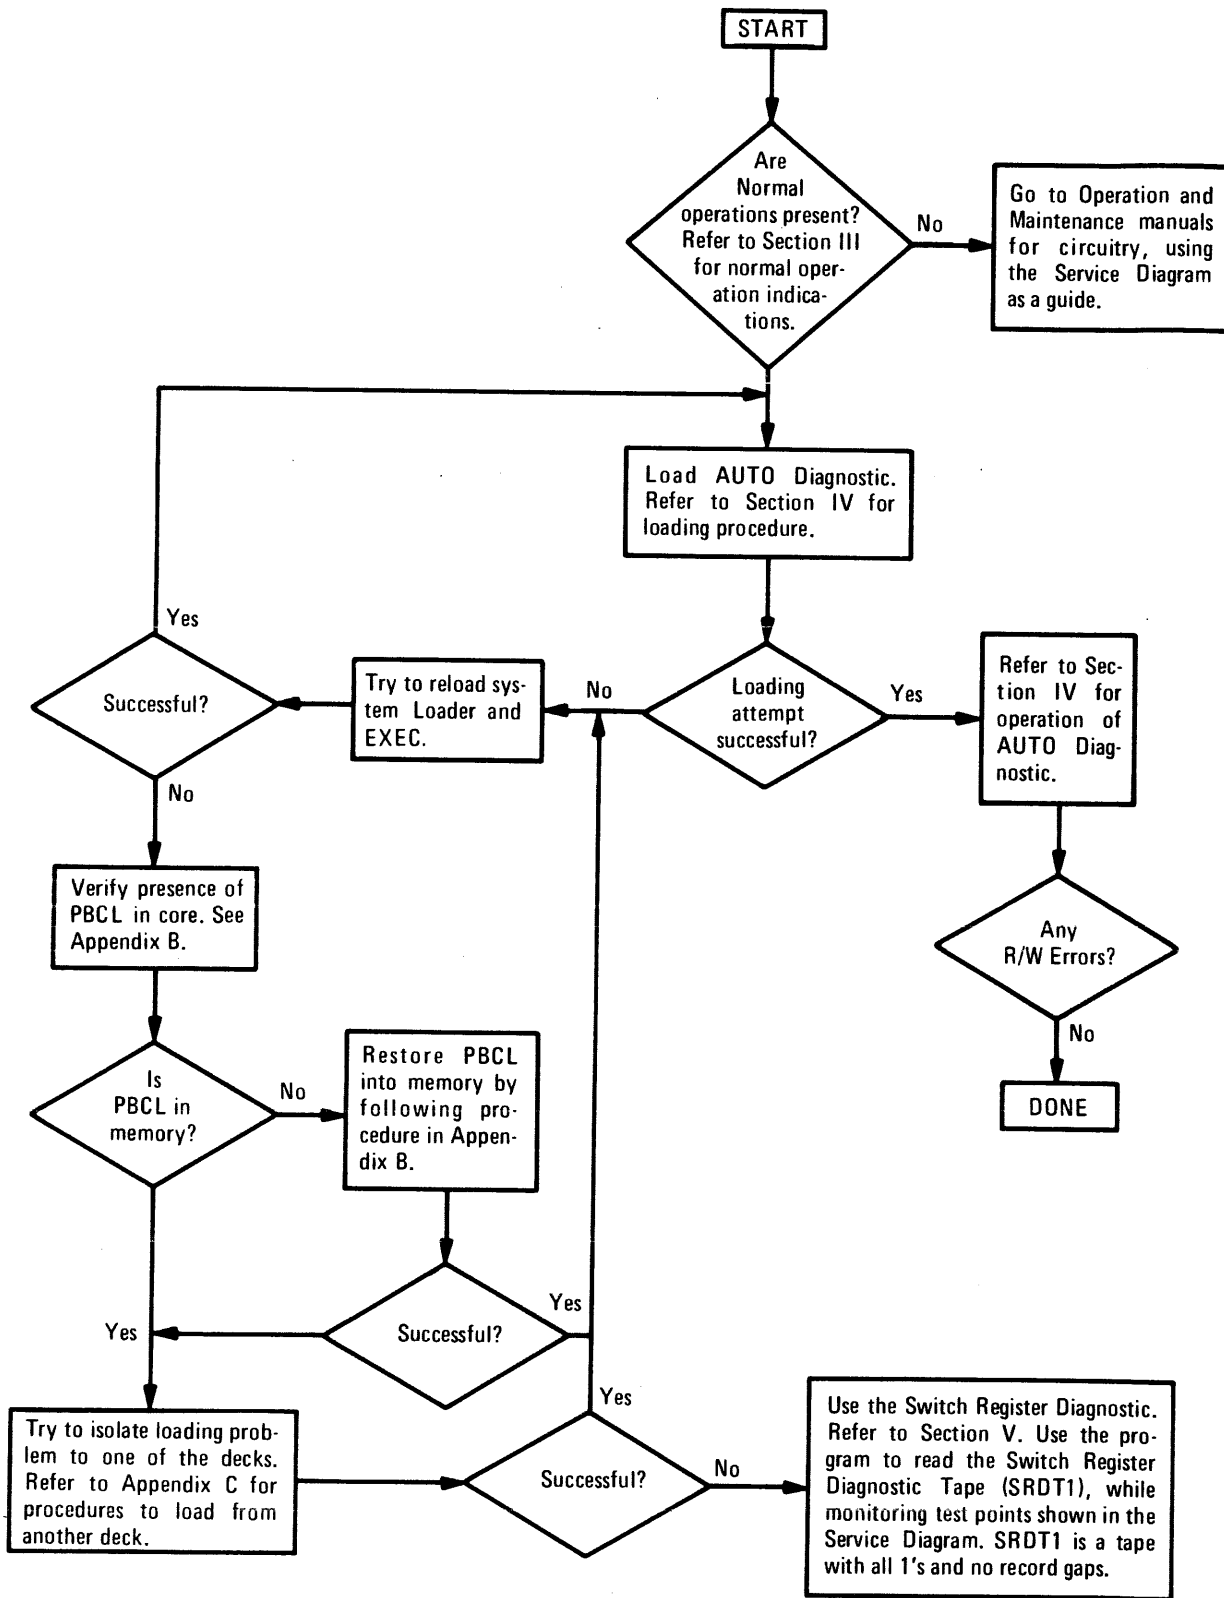 START
Are
Normal
operations present?
Refer to Section III
for normal oper-
ation indica-
tions.
No
Go to Operation and
Maintenance manuals
for circuitry, using
the Service Diagram
as a guide.
Load AUTO Diagnostic.
Refer to Section IV for
loading procedure.
Yes
Successful?
Try to reload sys-
tem Loader and
EXEC.
No
Loading
attempt
successful?
Yes
Refer to Sec-
tion IV for
operation of
AUTO Diag-
nostic.
No
Verify presence of
PBCL in core. See
Appendix B.
Any
R/W Errors?
No
DONE
Is
PBCL in
memory?
No
Restore PBCL
into memory by
following pro-
cedure in Appen-
dix B.
Yes
Successful?
Yes
Try to isolate loading prob-
lem to one of the decks.
Refer to Appendix C for
procedures to load from
another deck.
Yes
Successful?
No
Use the Switch Register Diagnostic.
Refer to Section V. Use the pro-
gram to read the Switch Register
Diagnostic Tape (SRDT1), while
monitoring test points shown in the
Service Diagram. SRDT1 is a tape
with all 1's and no record gaps.